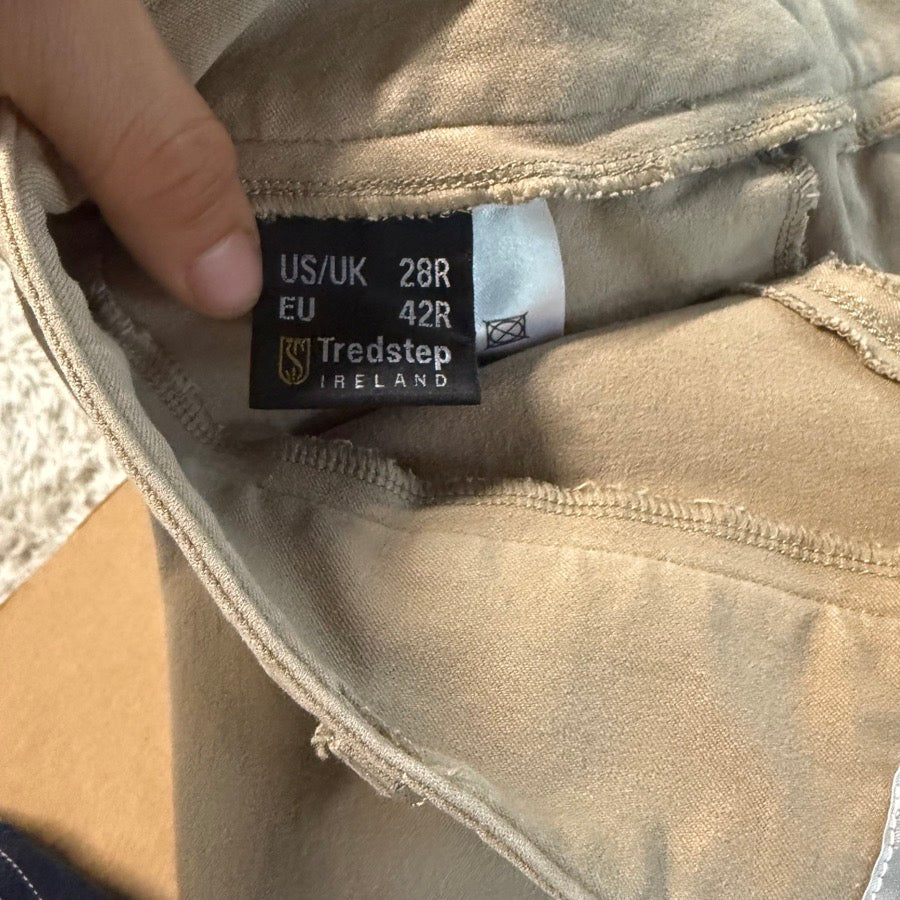 US/UK 28R
EU 42R
Tredstep
IRELAND